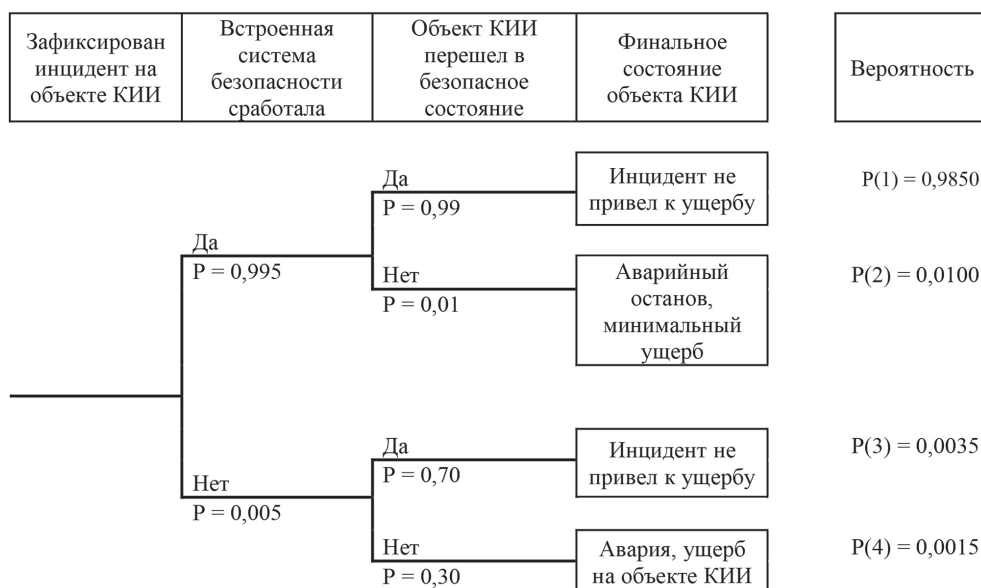 Зафиксирован
инцидент на
объекте КИИ
Встроенная
система
безопасности
сработала
Объект КИИ
перешел в
безопасное
состояние
Финальное
состояние
объекта КИИ
Вероятность
Да
P = 0,995
Да
P = 0,99
Инцидент не
привел к ущербу
P(1) = 0,9850
Нет
P = 0,01
Аварийный
останов,
минимальный
ущерб
P(2) = 0,0100
Нет
P = 0,005
Да
P = 0,70
Инцидент не
привел к ущербу
P(3) = 0,0035
Нет
P = 0,30
Авария, ущерб
на объекте КИИ
P(4) = 0,0015